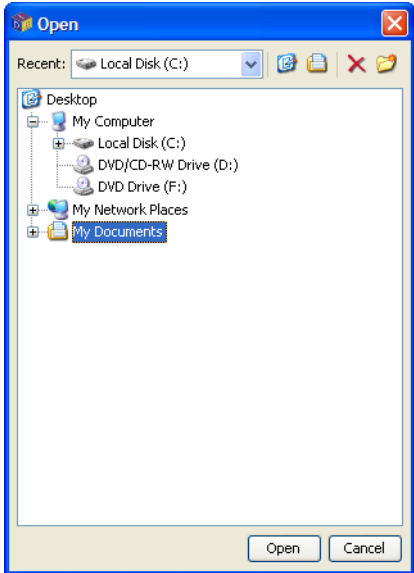 Open
Recent: Local Disk (C:)
Desktop
My Computer
Local Disk (C:)
DVD/CD-RW Drive (D:)
DVD Drive (F:)
My Network Places
My Documents
Open Cancel